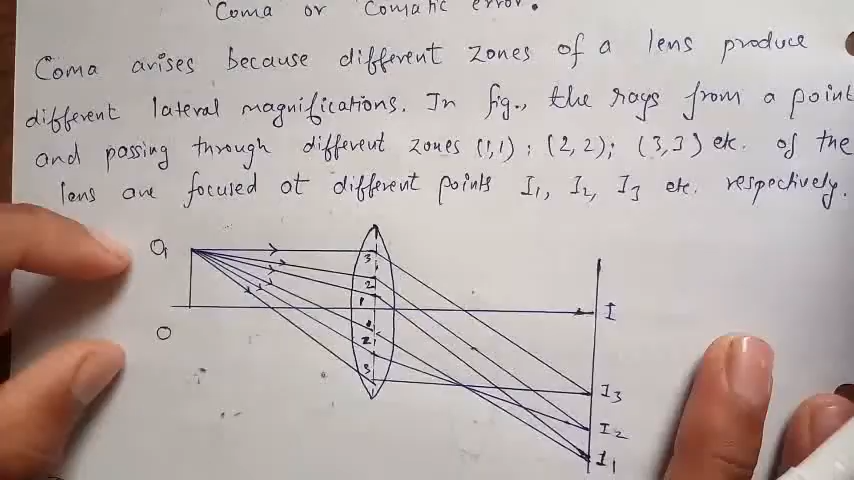 Coma or Comatic error.
Coma arises because different zones of a lens produce
different lateral magnifications. In fig., the rays from a point
and passing through different zones (1,1); (2,2); (3,3) etc. of the
lens are focused at different points I1, I2, I3 etc. respectively.
O1
3
2
1
I
O
1
2
3
I3
I2
I1